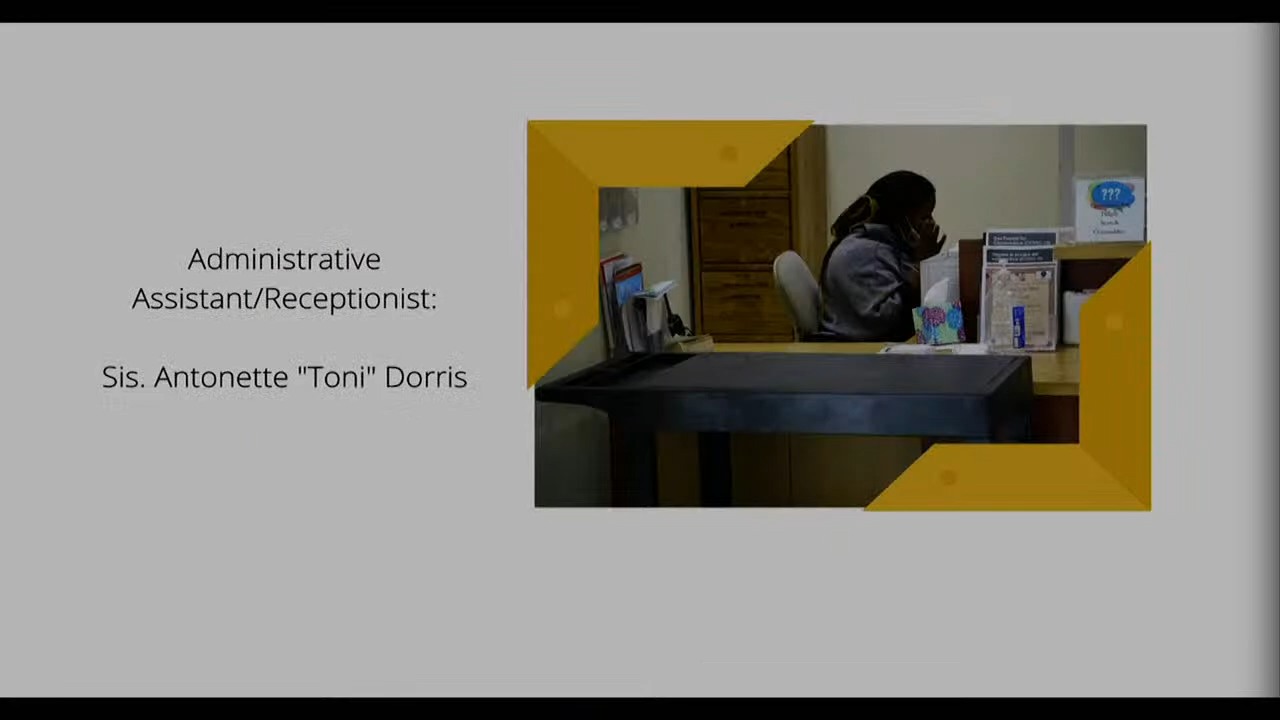 Administrative
Assistant/Receptionist:
Sis. Antonette "Toni" Dorris
???